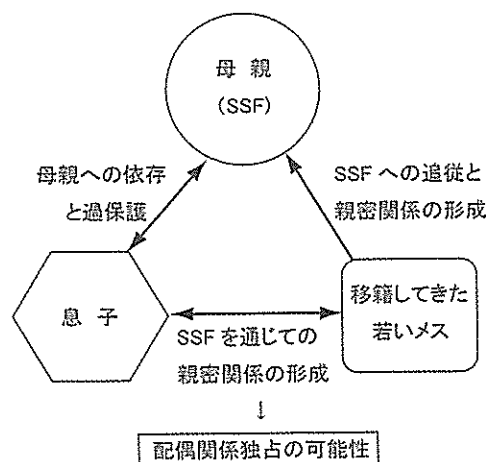 母 親
(SSF)
母親への依存
と過保護
SSF への追従と
親密関係の形成
息 子
移籍してきた
若いメス
SSF を通じての
親密関係の形成
↓
配偶関係独占の可能性